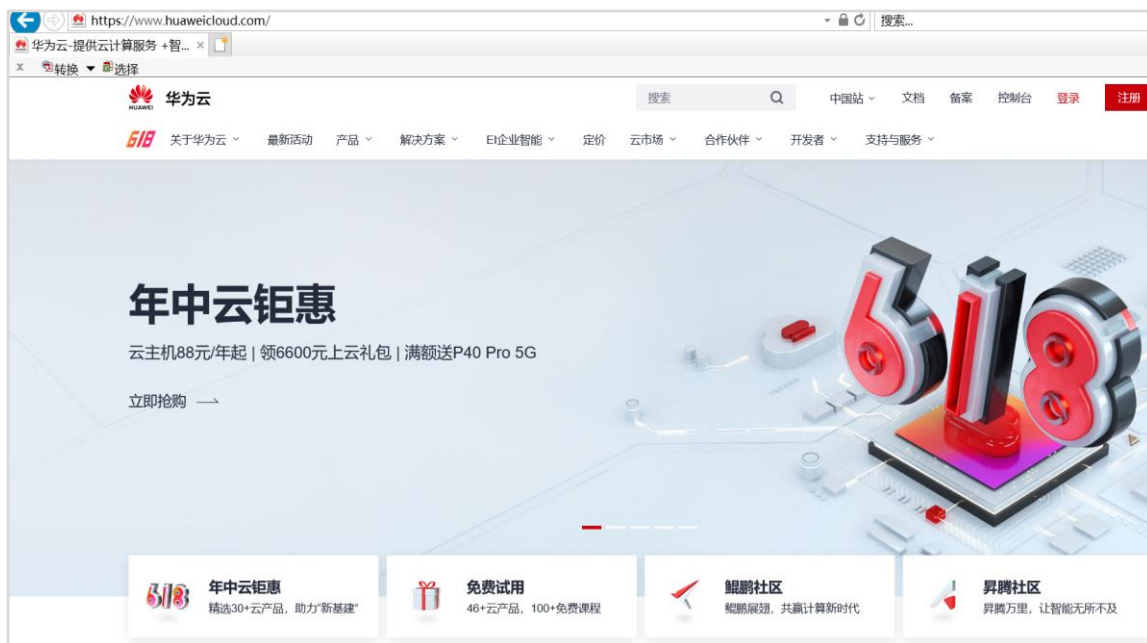 https://www.huaweicloud.com/
搜索...
华为云-提供云计算服务 +智...
x 转换 选择
HUAWEI 华为云
搜索
中国站 文档 备案 控制台 登录 注册
618 关于华为云 最新活动 产品 解决方案 EI企业智能 定价 云市场 合作伙伴 开发者 支持与服务
年中云钜惠
云主机88元/年起 | 领6600元上云礼包 | 满额送P40 Pro 5G
立即抢购
618
618
年中云钜惠
精选30+云产品，助力"新基建"
免费试用
46+云产品，100+免费课程
鲲鹏社区
鲲鹏展翅，共赢计算新时代
昇腾社区
昇腾万里，让智能无所不及